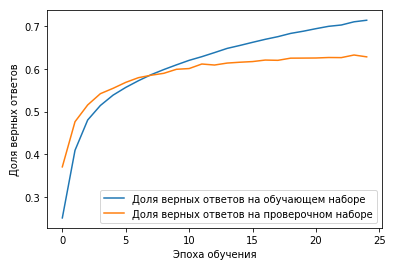 0.7
0.6
0.5
0.4
0.3
Доля верных ответов
Доля верных ответов на обучающем наборе
Доля верных ответов на проверочном наборе
0 5 10 15 20 25
Эпоха обучения